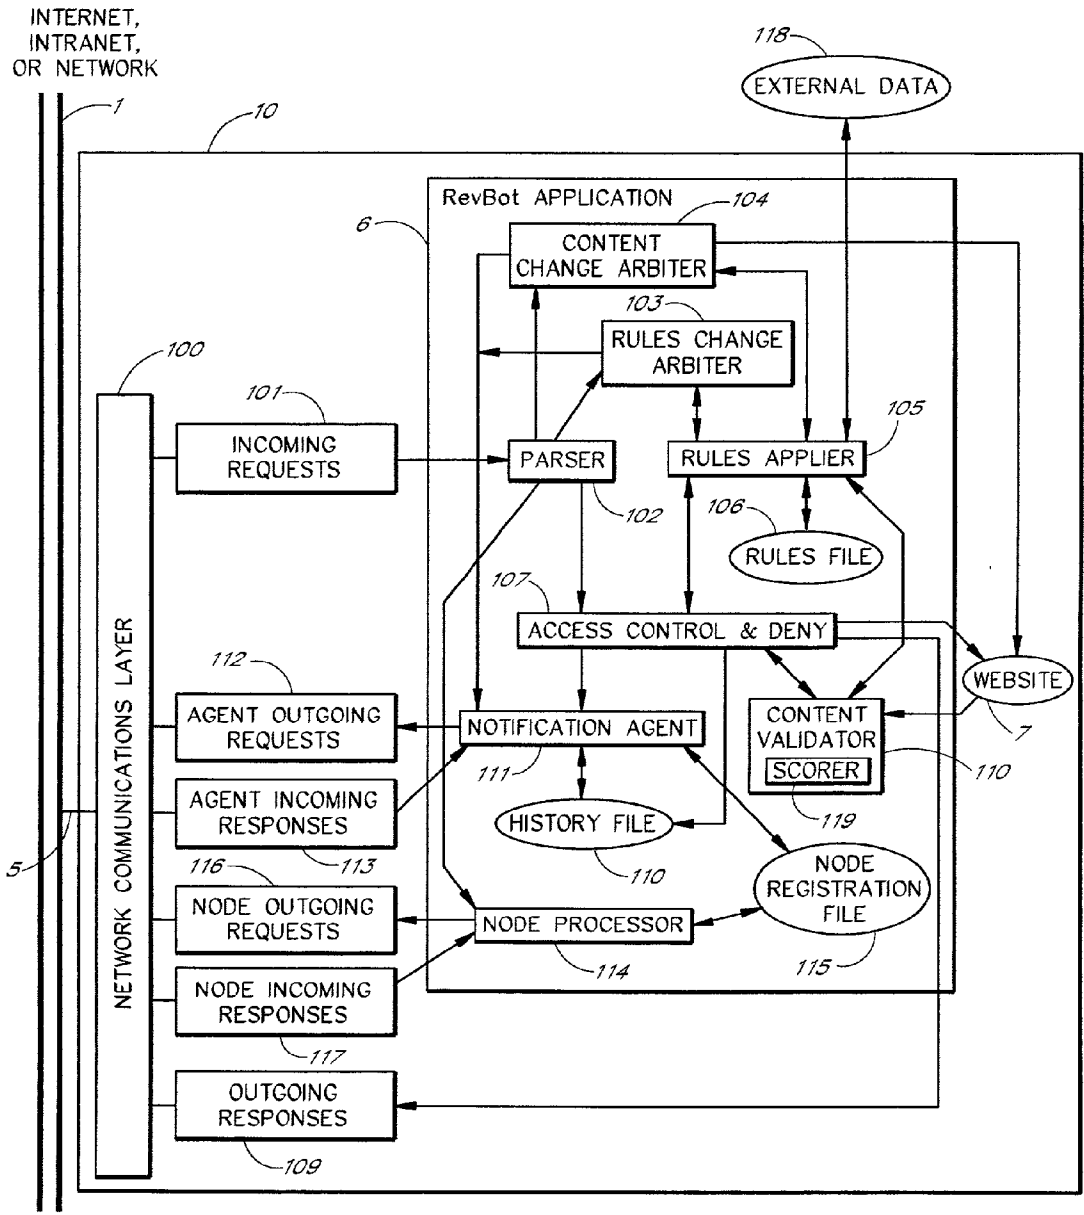 INTERNET,
INTRANET,
OR NETWORK
1
10
118
EXTERNAL DATA
RevBot APPLICATION
6
104
CONTENT
CHANGE ARBITER
103
RULES CHANGE
ARBITER
100
101
INCOMING
REQUESTS
PARSER
102
105
RULES APPLIER
106
RULES FILE
107
ACCESS CONTROL & DENY
NETWORK COMMUNICATIONS LAYER
112
AGENT OUTGOING
REQUESTS
NOTIFICATION AGENT
111
CONTENT
VALIDATOR
SCORER
110
119
WEBSITE
7
AGENT INCOMING
RESPONSES
113
HISTORY FILE
110
5
116
NODE OUTGOING
REQUESTS
NODE PROCESSOR
114
NODE
REGISTRATION
FILE
115
NODE INCOMING
RESPONSES
117
OUTGOING
RESPONSES
109